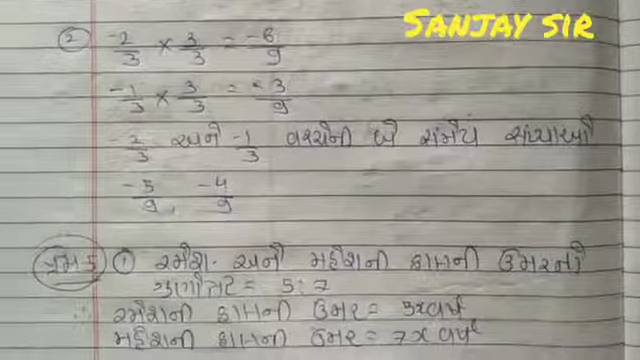 SANJAY SIR
② -2/3 × 3/3 = -6/9
-1/3 × 3/3 = -3/9
-2/3 અને -1/3 વચ્ચેની બે સંમેય સંખ્યાઓ
-5/9, -4/9
① રમેશ અને મહેશની હાલની ઉંમરનો
ગુણોત્તર = 5:7
∴ રમેશની હાલની ઉંમર = 5x વર્ષ
મહેશની હાલની ઉંમર = 7x વર્ષ